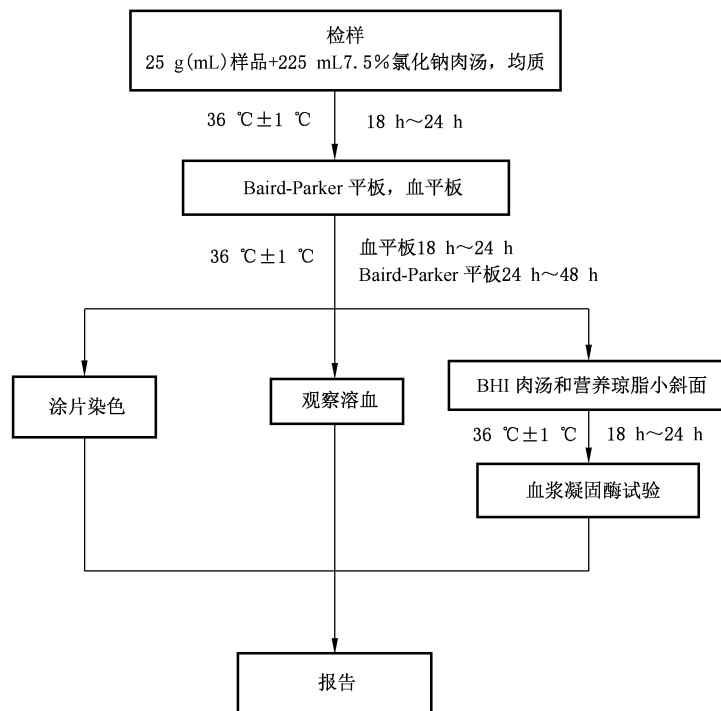 检样
25 g(mL)样品+225 mL7.5%氯化钠肉汤，均质
36 ℃±1 ℃ 18 h～24 h
Baird-Parker 平板，血平板
36 ℃±1 ℃
血平板18 h～24 h
Baird-Parker 平板24 h～48 h
涂片染色
观察溶血
BHI 肉汤和营养琼脂小斜面
36 ℃±1 ℃ 18 h～24 h
血浆凝固酶试验
报告